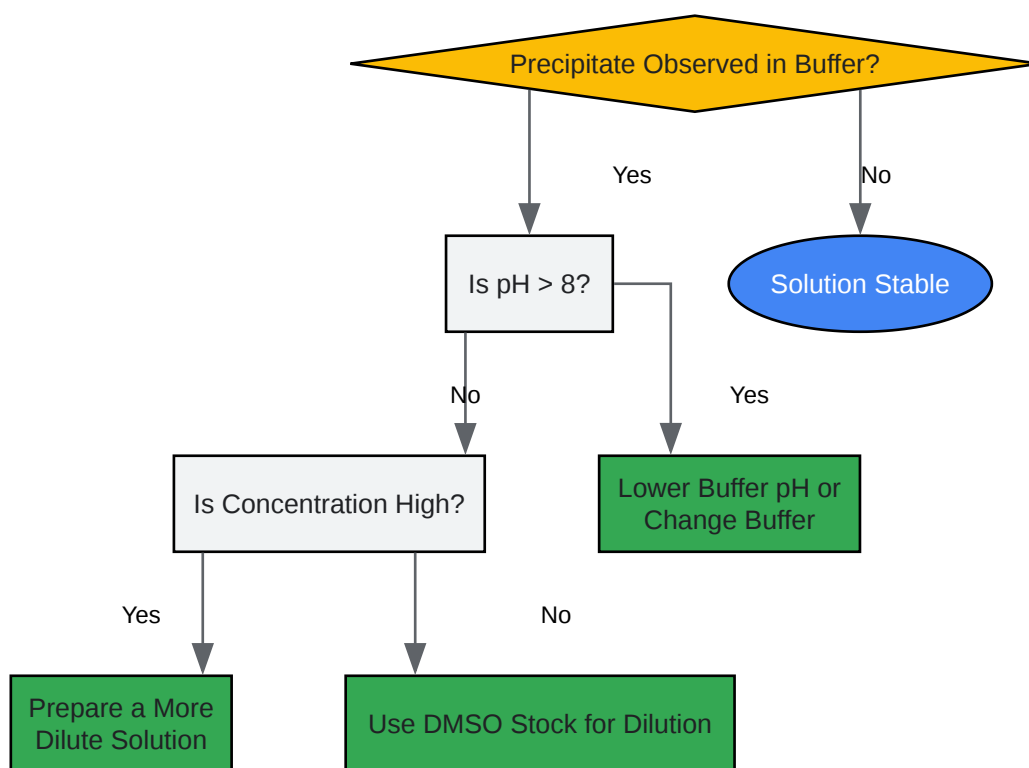 Precipitate Observed in Buffer?
Yes
No
Is pH > 8?
Solution Stable
No
Yes
Is Concentration High?
Lower Buffer pH or
Change Buffer
Yes
No
Prepare a More
Dilute Solution
Use DMSO Stock for Dilution